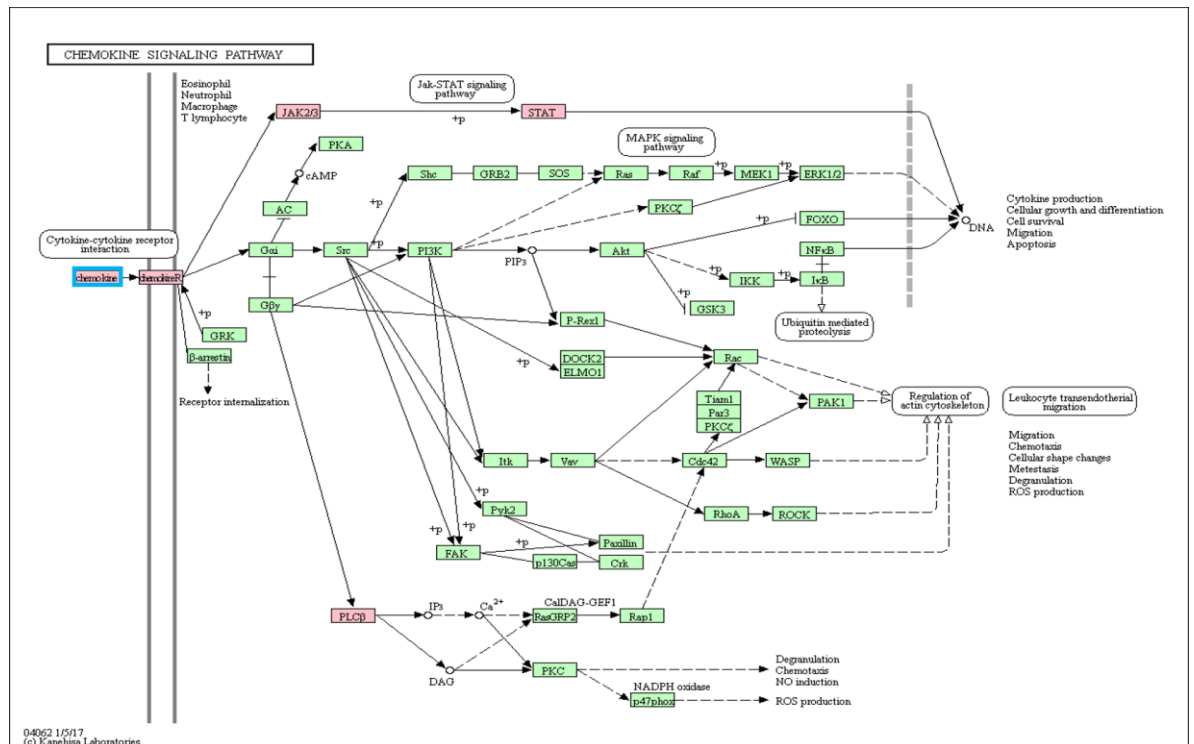 CHEMOKINE SIGNALING PATHWAY
Eosinophil
Neutrophil
Macrophage
T lymphocyte
Jak-STAT signaling
pathway
JAK2/3
+p
STAT
MAPK signaling
pathway
PKA
cAMP
AC
Shc
GRB2
SOS
Ras
Raf
+p
MEK1
+p
ERK1/2
+p
PKCζ
+p
FOXO
DNA
Cytokine production
Cellular growth and differentiation
Cell survival
Migration
Apoptosis
Cytokine-cytokine receptor
interaction
chemokine
chemokineR
Gαi
Src
+p
PI3K
PIP3
Akt
NFκB
+p
IKK
+p
IκB
+p
GSK3
Ubiquitin mediated
proteolysis
Gβγ
+p
GRK
β-arrestin
Receptor internalization
P-Rex1
+p
DOCK2
ELMO1
Rac
Tiam1
Par3
PKCζ
PAK1
Regulation of
actin cytoskeleton
Leukocyte transendotherial
migration
Migration
Chemotaxis
Cellular shape changes
Metastasis
Degranulation
ROS production
Itk
Vav
Cdc42
WASP
+p
Pyk2
RhoA
ROCK
+p
+p
FAK
+p
Paxillin
p130Cas
Crk
PLCβ
IP3
Ca2+
CalDAG-GEF1
RasGRP2
Rap1
DAG
PKC
Degranulation
Chemotaxis
NO induction
NADPH oxidase
p47phox
ROS production
04062 1/5/17
(c) Kanehisa Laboratories